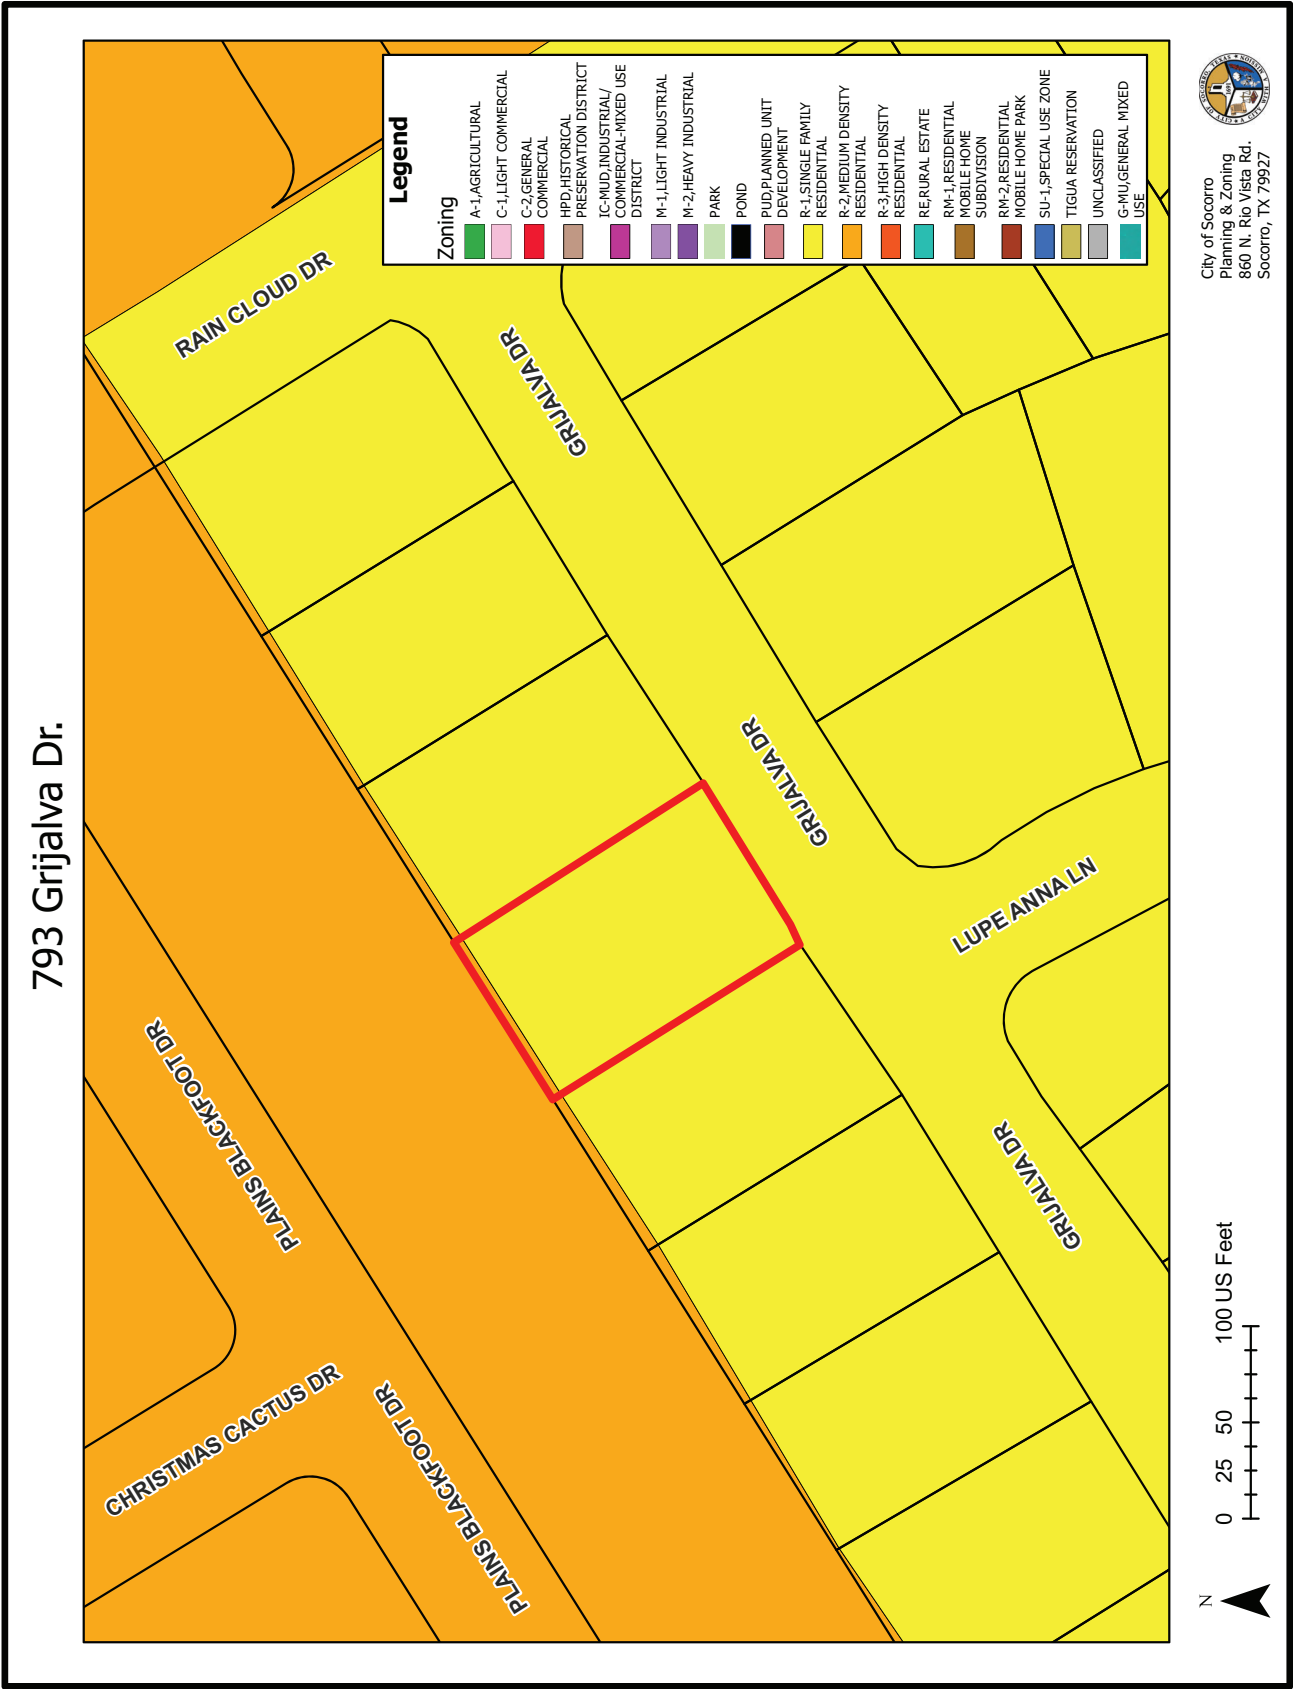 793 Grijalva Dr.
RAIN CLOUD DR
GRIJALVA DR
GRIJALVA DR
GRIJALVA DR
LUPE ANNA LN
PLAINS BLACKFOOT DR
PLAINS BLACKFOOT DR
CHRISTMAS CACTUS DR
Legend
Zoning
A-1,AGRICULTURAL
C-1,LIGHT COMMERCIAL
C-2,GENERAL
COMMERCIAL
HPD,HISTORICAL
PRESERVATION DISTRICT
IC-MUD,INDUSTRIAL/
COMMERCIAL-MIXED USE
DISTRICT
M-1,LIGHT INDUSTRIAL
M-2,HEAVY INDUSTRIAL
PARK
POND
PUD,PLANNED UNIT
DEVELOPMENT
R-1,SINGLE FAMILY
RESIDENTIAL
R-2,MEDIUM DENSITY
RESIDENTIAL
R-3,HIGH DENSITY
RESIDENTIAL
RE,RURAL ESTATE
RM-1,RESIDENTIAL
MOBILE HOME
SUBDIVISION
RM-2,RESIDENTIAL
MOBILE HOME PARK
SU-1,SPECIAL USE ZONE
TIGUA RESERVATION
UNCLASSIFIED
G-MU,GENERAL MIXED
USE
N
0 25 50 100 US Feet
City of Socorro
Planning & Zoning
860 N. Rio Vista Rd.
Socorro, TX 79927